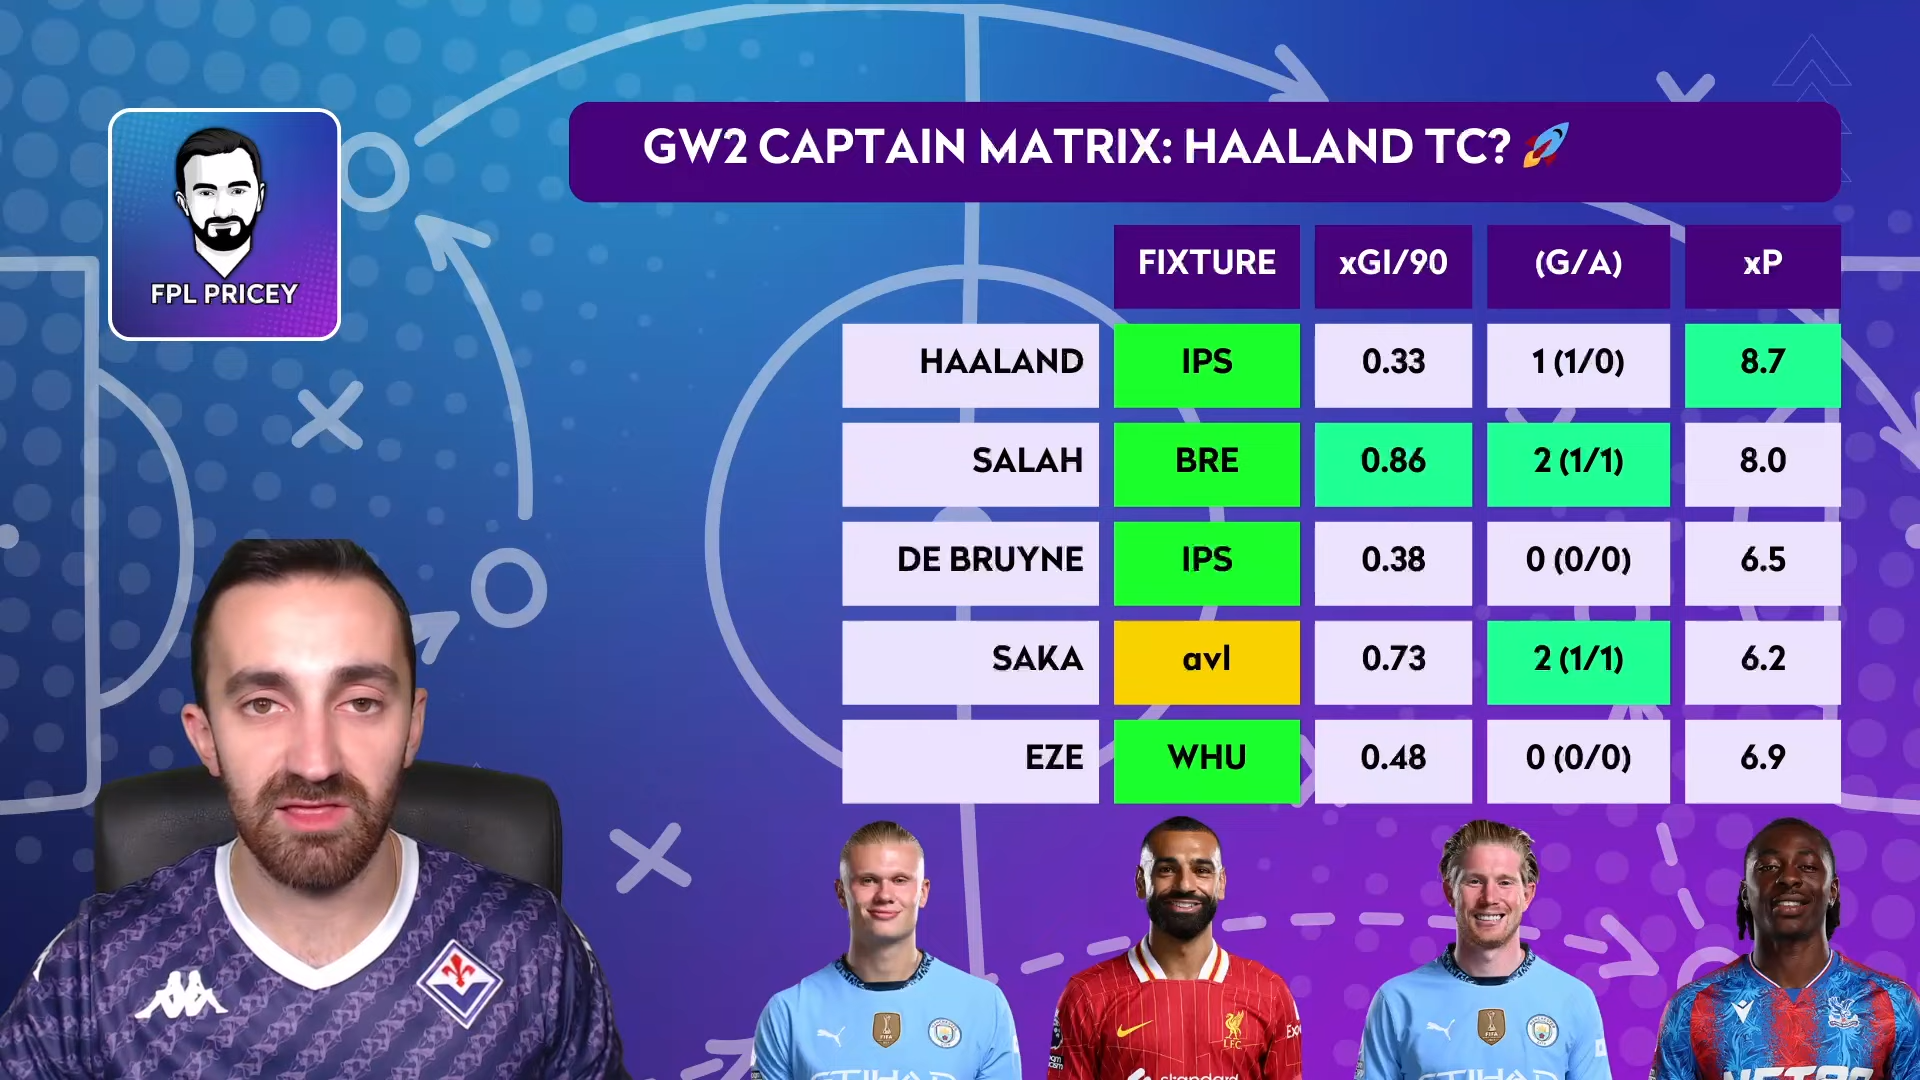 GW2 CAPTAIN MATRIX: HAALAND TC? 🚀
FPL PRICEY
FIXTURE xGI/90 (G/A) xP
HAALAND IPS 0.33 1 (1/0) 8.7
SALAH BRE 0.86 2 (1/1) 8.0
DE BRUYNE IPS 0.38 0 (0/0) 6.5
SAKA avl 0.73 2 (1/1) 6.2
EZE WHU 0.48 0 (0/0) 6.9
L.F.C.